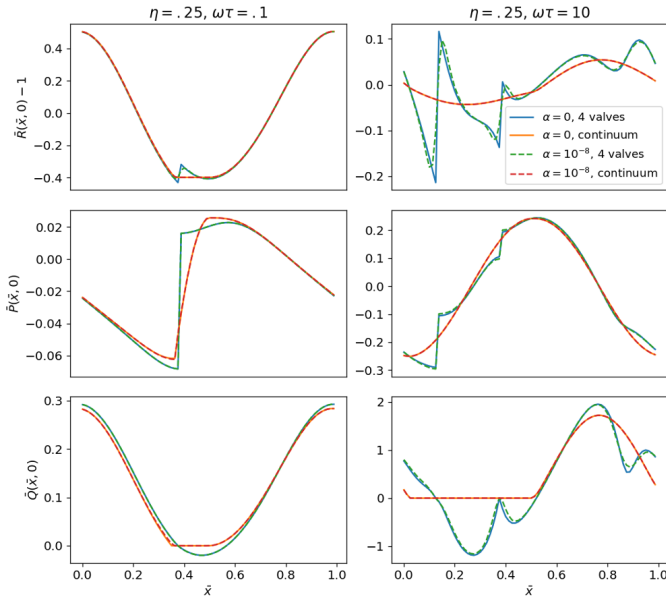 η = .25, ωτ = .1
η = .25, ωτ = 10
R̄(x̄, 0) − 1
0.4
0.2
0.0
−0.2
−0.4
0.1
0.0
−0.1
−0.2
α = 0, 4 valves
α = 0, continuum
α = 10⁻⁸, 4 valves
α = 10⁻⁸, continuum
P̄(x̄, 0)
0.02
0.00
−0.02
−0.04
−0.06
0.2
0.1
0.0
−0.1
−0.2
−0.3
Q̄(x̄, 0)
0.3
0.2
0.1
0.0
2
1
0
−1
0.0 0.2 0.4 0.6 0.8 1.0
0.0 0.2 0.4 0.6 0.8 1.0
x̄
x̄